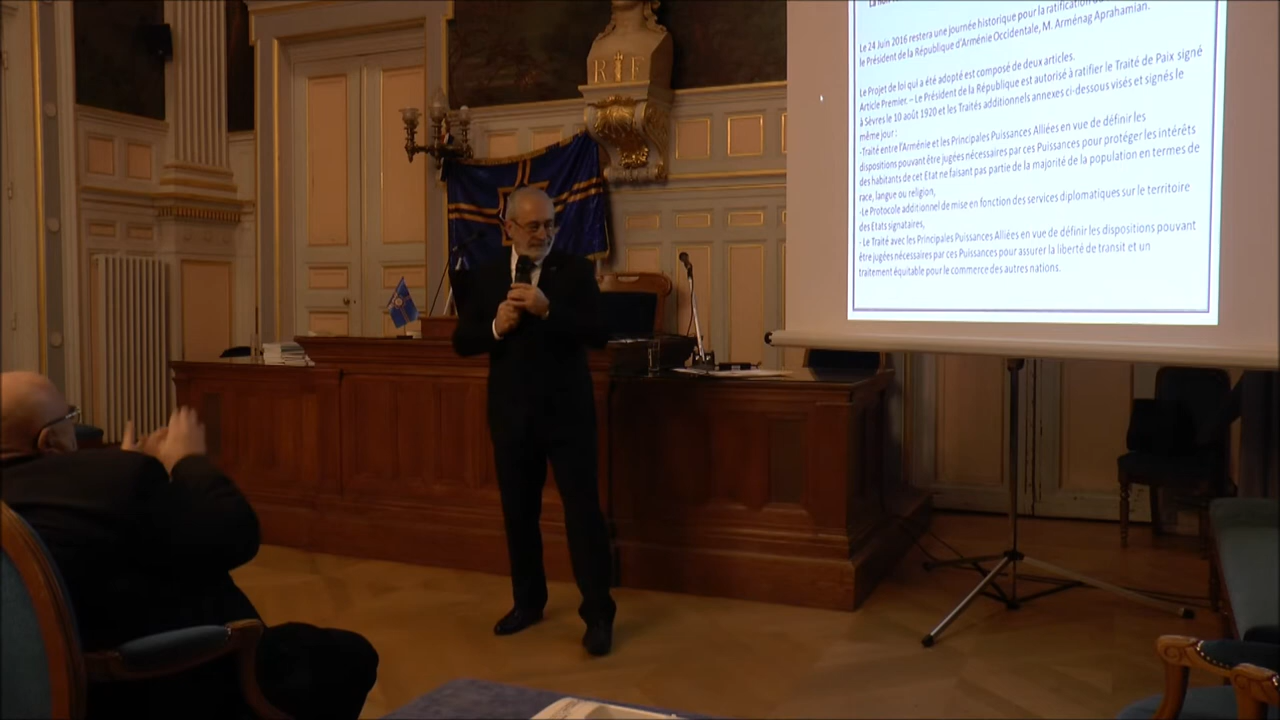 R F
Le 24 Juin 2016 restera une journée historique pour la ratification
le Président de la République d'Arménie Occidentale, M. Arménag Aprahamian.
Le Projet de loi qui a été adopté est composé de deux articles.
Article Premier. – Le Président de la République est autorisé à ratifier le Traité de Paix signé
à Sèvres le 10 août 1920 et les Traités additionnels annexes ci-dessous visés et signés le
même jour :
-Traité entre l'Arménie et les Principales Puissances Alliées en vue de définir les
dispositions pouvant être jugées nécessaires par ces Puissances pour protéger les intérêts
des habitants de cet Etat ne faisant pas partie de la majorité de la population en termes de
race, langue ou religion,
-Le Protocole additionnel de mise en fonction des services diplomatiques sur le territoire
des Etats signataires,
- Le Traité avec les Principales Puissances Alliées en vue de définir les dispositions pouvant
être jugées nécessaires par ces Puissances pour assurer la liberté de transit et un
traitement équitable pour le commerce des autres nations.